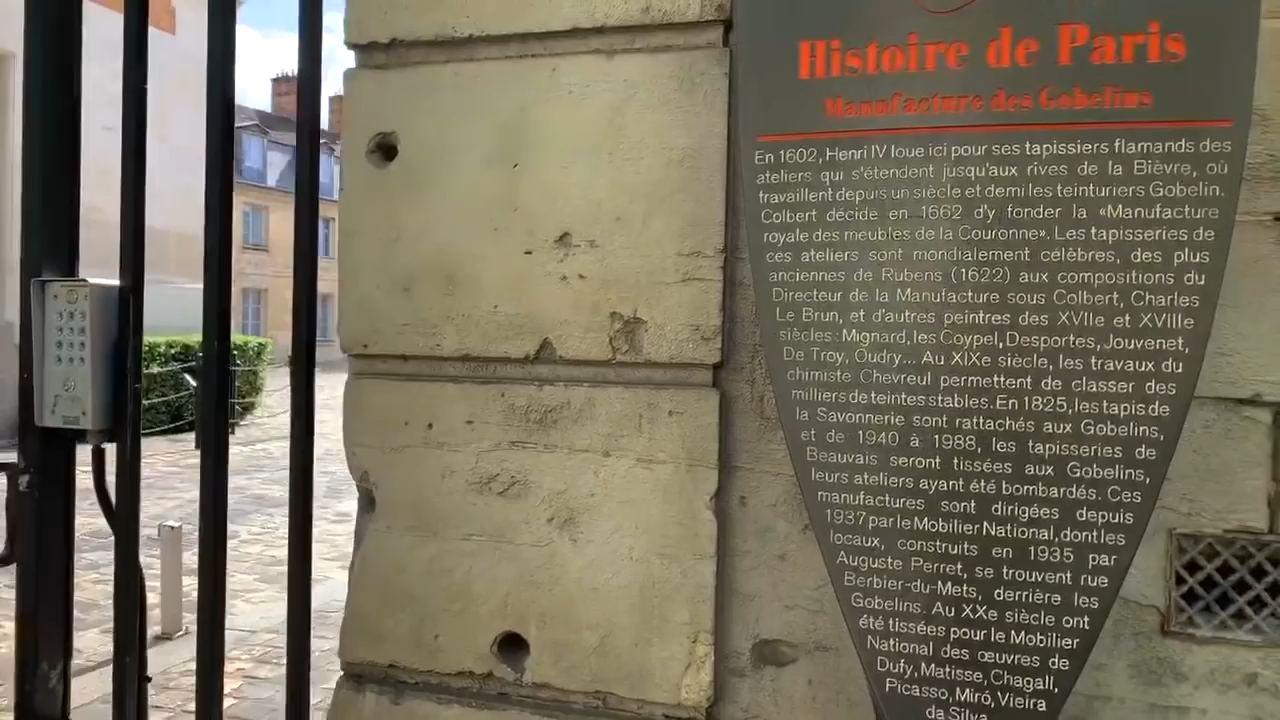 Histoire de Paris
Manufacture des Gobelins
En 1602, Henri IV loue ici pour ses tapissiers flamands des
ateliers qui s'étendent jusqu'aux rives de la Bièvre, où
travaillent depuis un siècle et demi les teinturiers Gobelin.
Colbert décide en 1662 d'y fonder la «Manufacture
royale des meubles de la Couronne». Les tapisseries de
ces ateliers sont mondialement célèbres, des plus
anciennes de Rubens (1622) aux compositions du
Directeur de la Manufacture sous Colbert, Charles
Le Brun, et d'autres peintres des XVIIe et XVIIIe
siècles : Mignard, les Coypel, Desportes, Jouvenet,
De Troy, Oudry... Au XIXe siècle, les travaux du
chimiste Chevreul permettent de classer des
milliers de teintes stables. En 1825, les tapis de
la Savonnerie sont rattachés aux Gobelins,
et de 1940 à 1988, les tapisseries de
Beauvais seront tissées aux Gobelins,
leurs ateliers ayant été bombardés. Ces
manufactures sont dirigées depuis
1937 par le Mobilier National, dont les
locaux, construits en 1935 par
Auguste Perret, se trouvent rue
Berbier-du-Mets, derrière les
Gobelins. Au XXe siècle ont
été tissées pour le Mobilier
National des œuvres de
Dufy, Matisse, Chagall,
Picasso, Miró, Vieira
da Silva